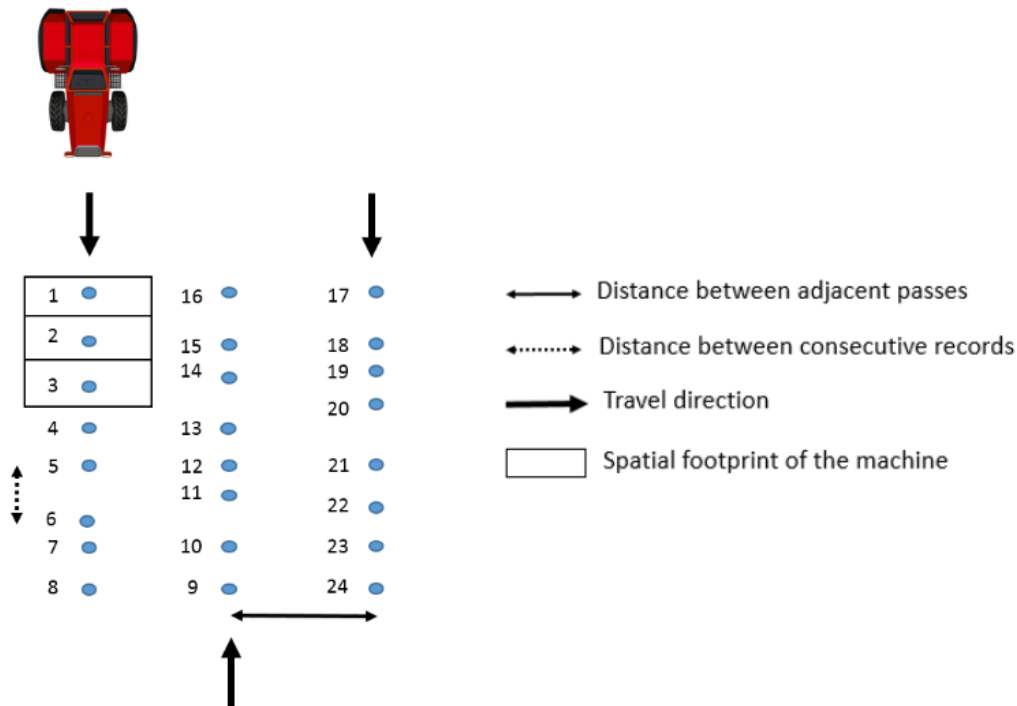 1 16 17
Distance between adjacent passes
2 15 18
Distance between consecutive records
14 19
3 20
Travel direction
4 13
5 12 21
Spatial footprint of the machine
11 22
6
7 10 23
8 9 24